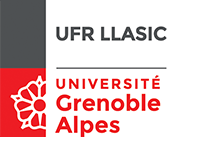 UFR LLASIC
UNIVERSITÉ
Grenoble
Alpes